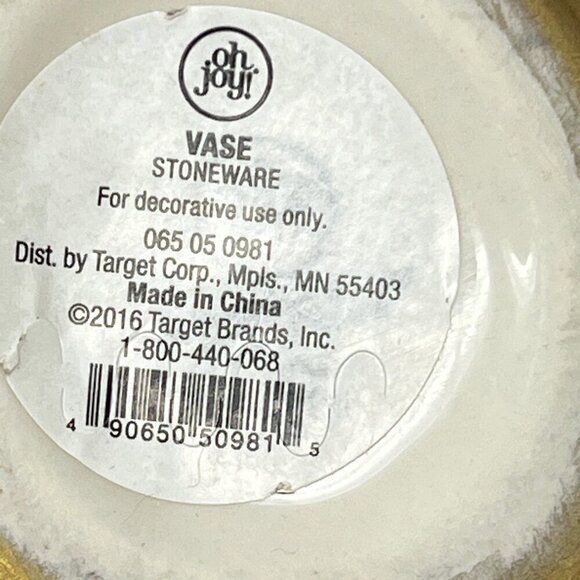 oh
joy!
VASE
STONEWARE
For decorative use only.
065 05 0981
Dist. by Target Corp., Mpls., MN 55403
Made in China
©2016 Target Brands, Inc.
1-800-440-068
4 90650 50981 5